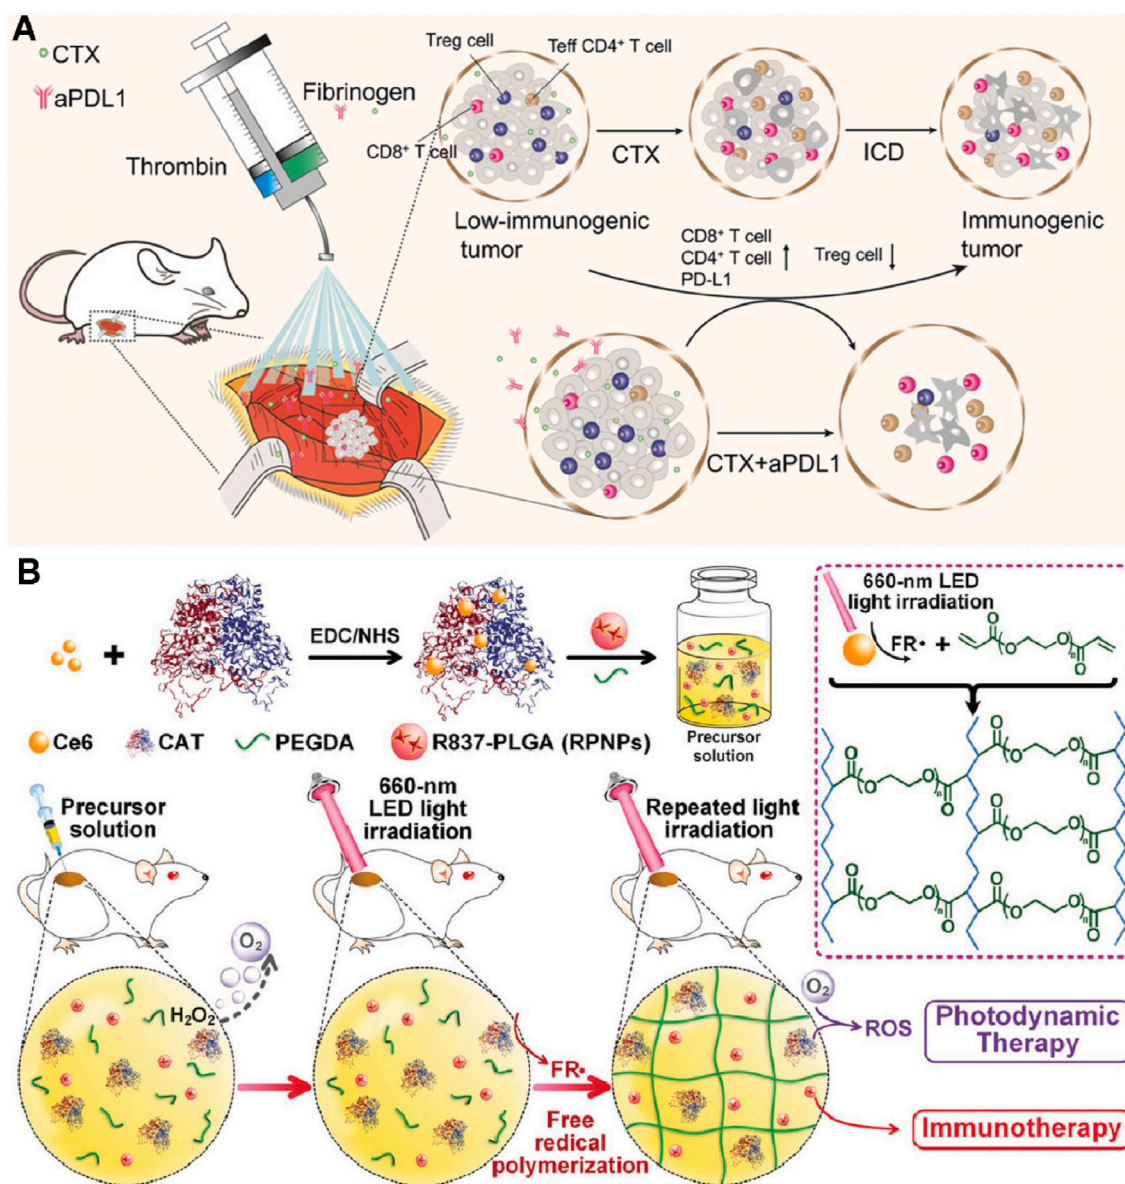 A
CTX
aPDL1
Thrombin
Fibrinogen
Treg cell
Teff CD4⁺ T cell
CD8⁺ T cell
CTX
ICD
Low-immunogenic
tumor
Immunogenic
tumor
CD8⁺ T cell
CD4⁺ T cell
PD-L1
Treg cell
CTX+aPDL1
B
EDC/NHS
Precursor
solution
Ce6
CAT
PEGDA
R837-PLGA (RPNPs)
660-nm LED
light irradiation
FR•
+
O
O
O
O
n
O
O
O
O
n
O
O
O
O
n
O
O
O
O
n
O
O
O
O
n
O
O
O
O
n
Precursor
solution
660-nm
LED light
irradiation
Repeated light
irradiation
O₂
H₂O₂
FR•
Free
redical
polymerization
O₂
ROS
Photodynamic
Therapy
Immunotherapy